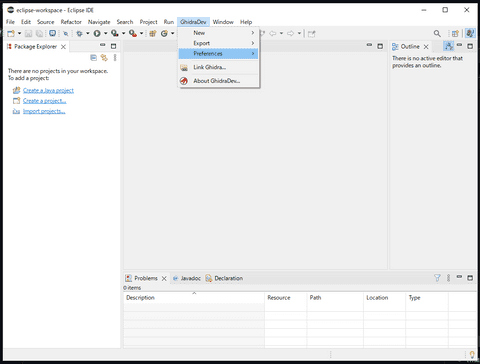 eclipse-workspace - Eclipse IDE
File Edit Source Refactor Navigate Search Project Run GhidraDev Window Help
New
Export
Preferences
Link Ghidra...
About GhidraDev...
Package Explorer
There are no projects in your workspace.
To add a project:
Create a Java project
Create a project...
Import projects...
Outline
There is no active editor that
provides an outline.
Problems Javadoc Declaration
0 items
Description Resource Path Location Type